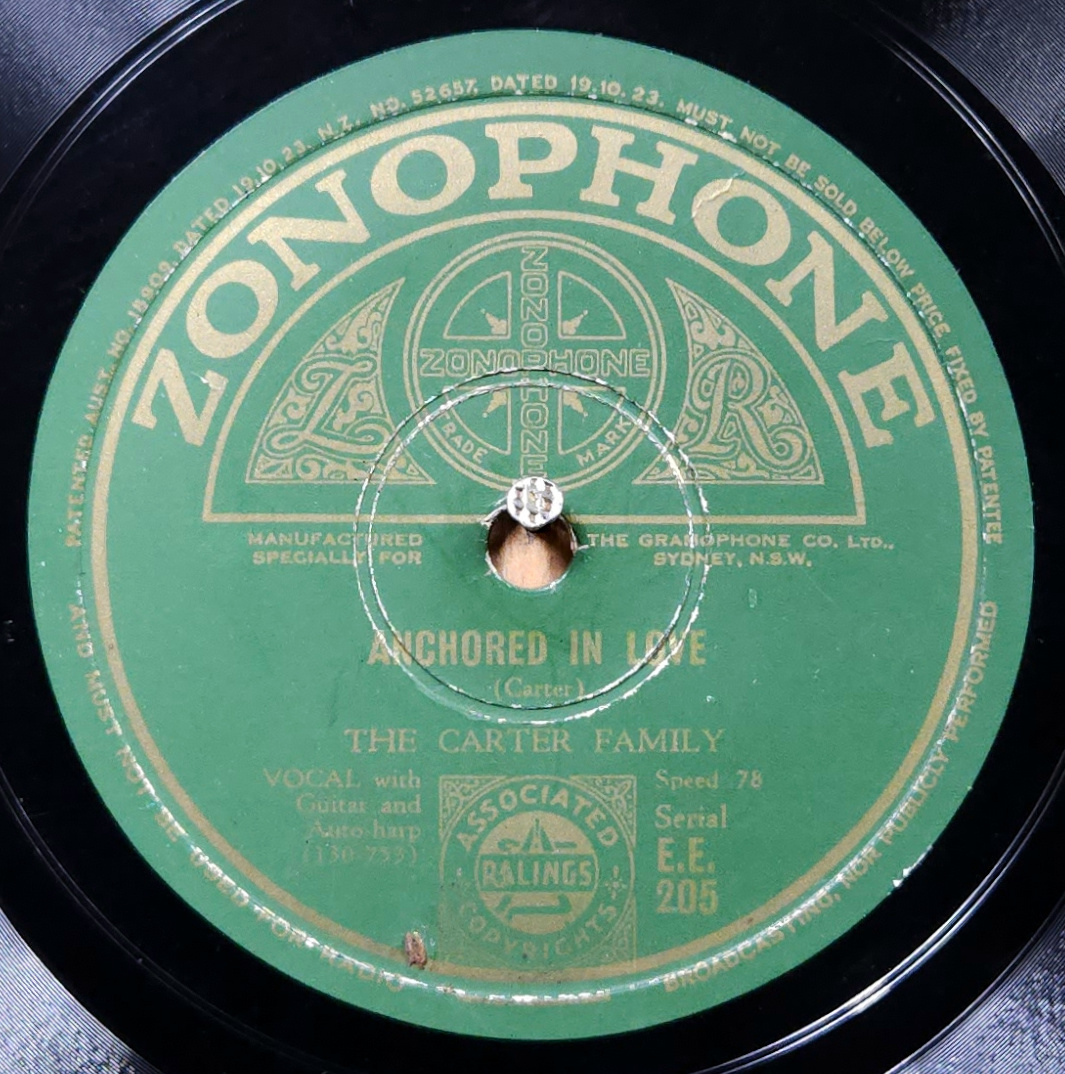 PATENTED AUST. NO. 18909. DATED 19.10.23. N.Z. NO. 52657. DATED 19.10.23. MUST NOT BE SOLD BELOW PRICE FIXED BY PATENTEE
ZONOPHONE
ZONOPHONE
ZONOPHONE
Z R
TRADE MARK
MANUFACTURED
SPECIALLY FOR
THE GRAMOPHONE CO. LTD.,
SYDNEY, N.S.W.
ANCHORED IN LOVE
(Carter)
THE CARTER FAMILY
VOCAL with
Guitar and
Auto-harp
(130-753)
ASSOCIATED
RALINGS
COPYRIGHTS
Speed 78
Serial
E.E.
205
AND MUST NOT BE USED FOR RADIO
BROADCASTING, NOR PUBLICLY PERFORMED